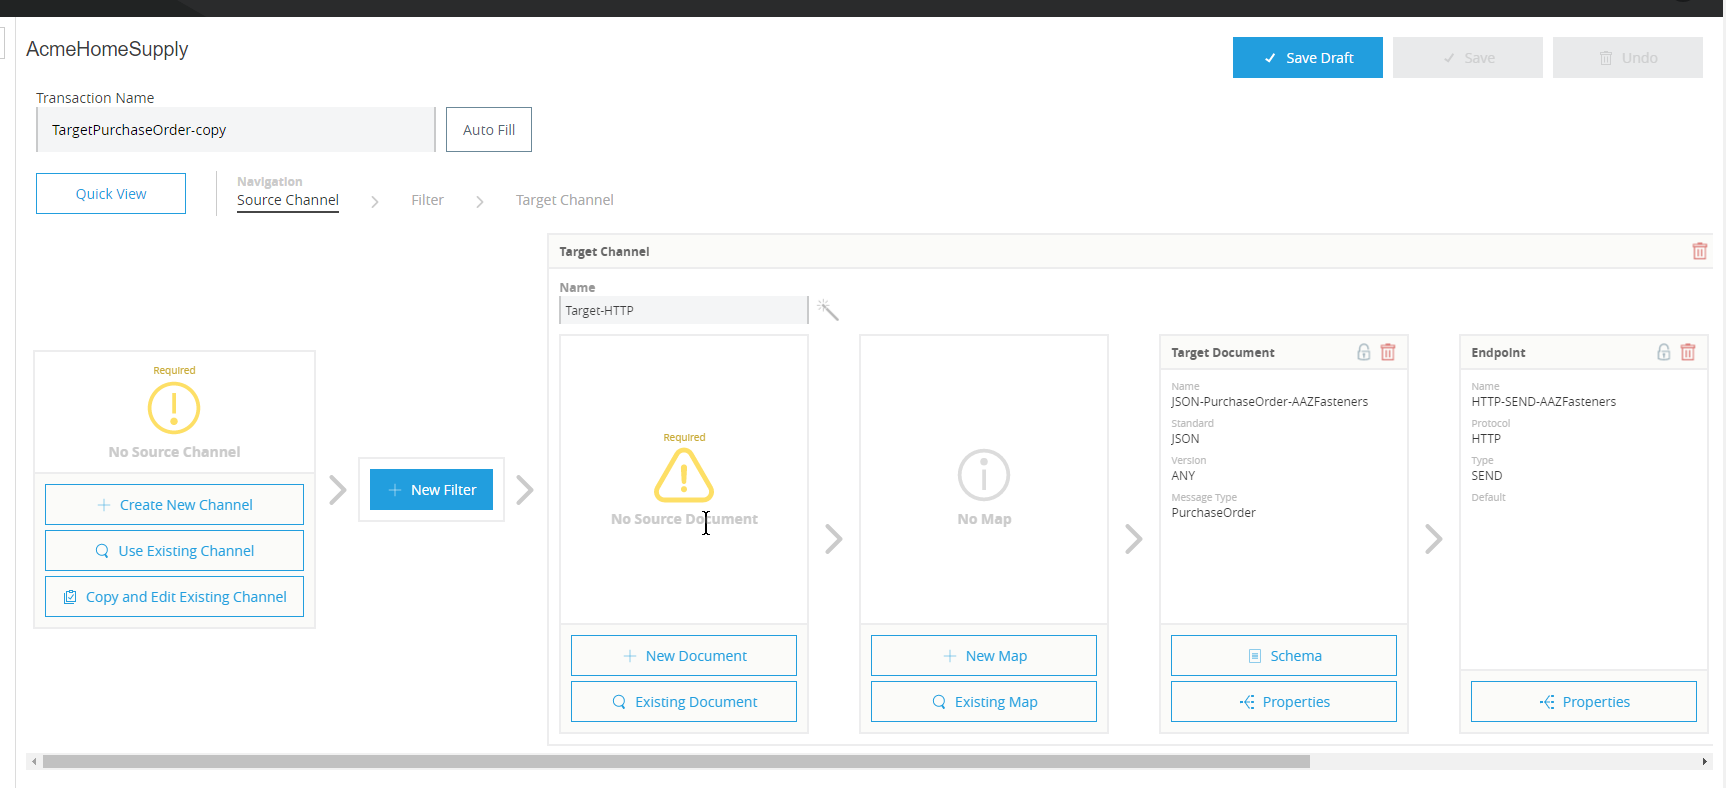 AcmeHomeSupply
Save Draft
Save
Undo
Transaction Name
TargetPurchaseOrder-copy
Auto Fill
Quick View
Navigation
Source Channel
Filter
Target Channel
Target Channel
Name
Target-HTTP
Required
No Source Channel
Create New Channel
Use Existing Channel
Copy and Edit Existing Channel
New Filter
Required
No Source Document
New Document
Existing Document
No Map
New Map
Existing Map
Target Document
Name
JSON-PurchaseOrder-AAZFasteners
Standard
JSON
Version
ANY
Message Type
PurchaseOrder
Schema
Properties
Endpoint
Name
HTTP-SEND-AAZFasteners
Protocol
HTTP
Type
SEND
Default
Properties